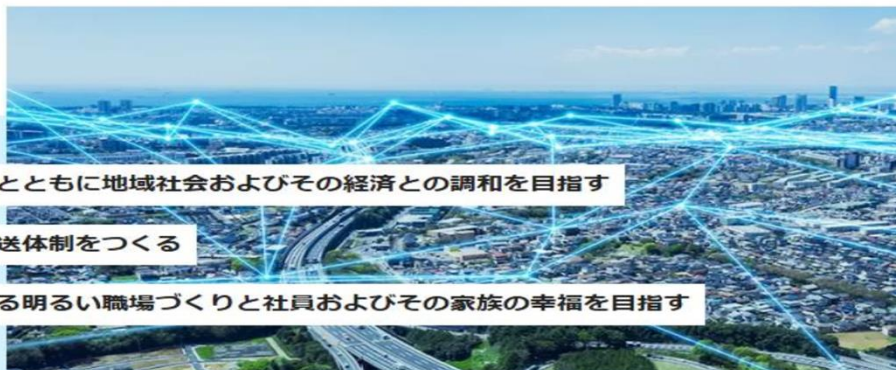 とともに地域社会およびその経済との調和を目指す
送体制をつくる
る明るい職場づくりと社員およびその家族の幸福を目指す